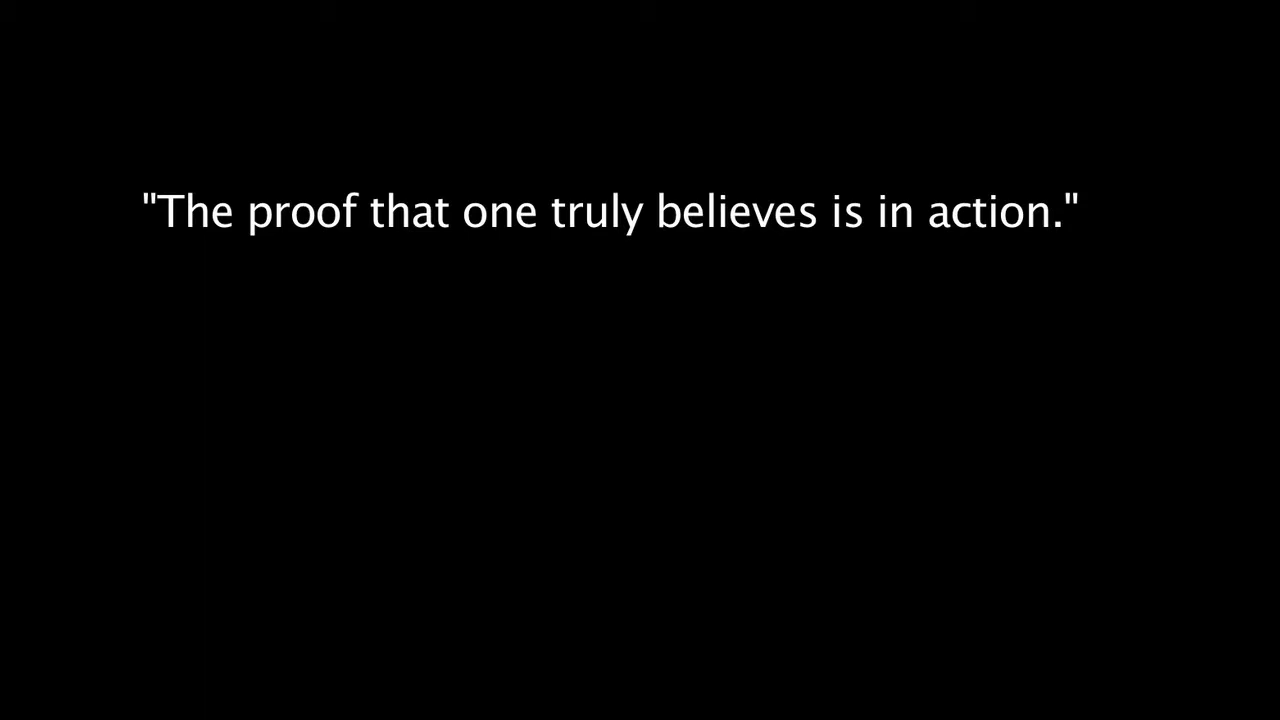 "The proof that one truly believes is in action."